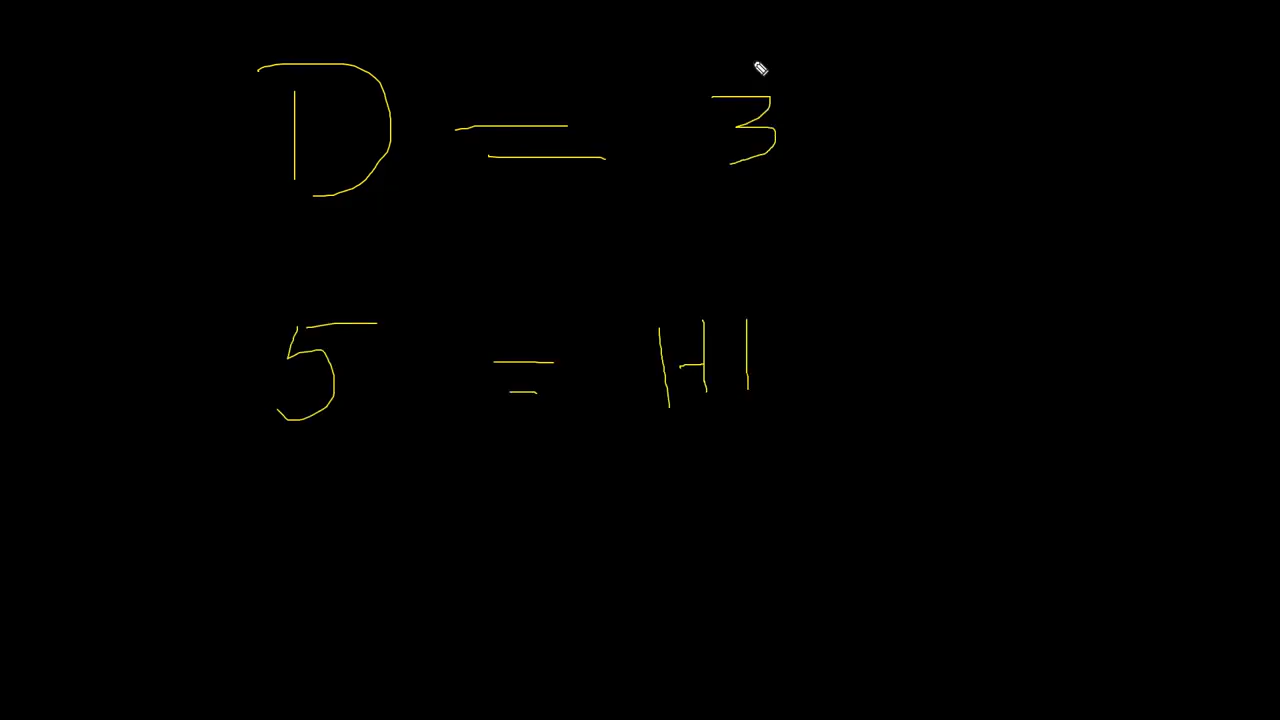 D = 3
5 = HI